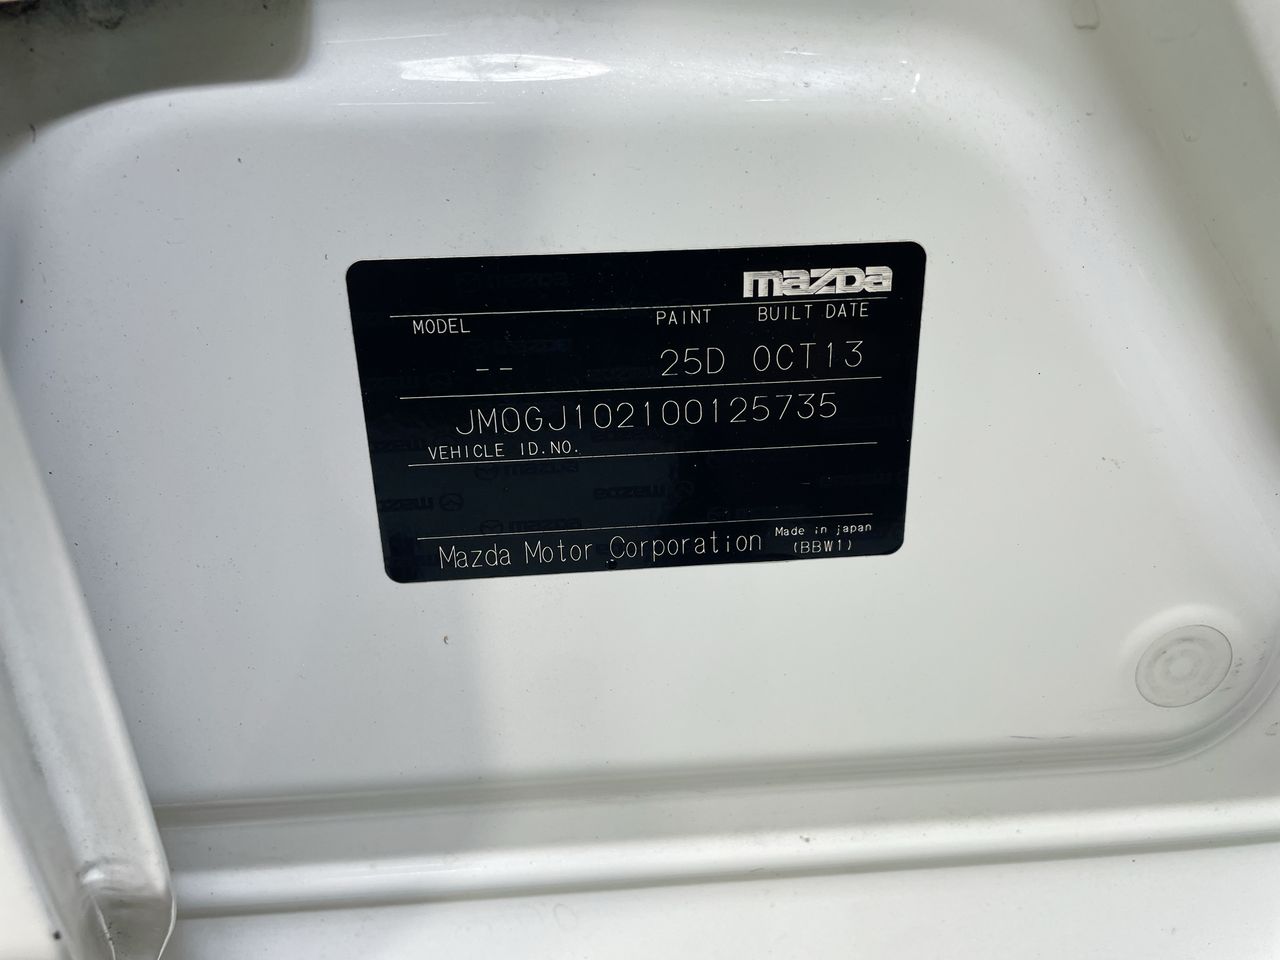 mazda
MODEL PAINT BUILT DATE
-- 25D OCT13
JM0GJ102100125735
VEHICLE ID.NO.
Mazda Motor Corporation Made in japan
(BBW1)